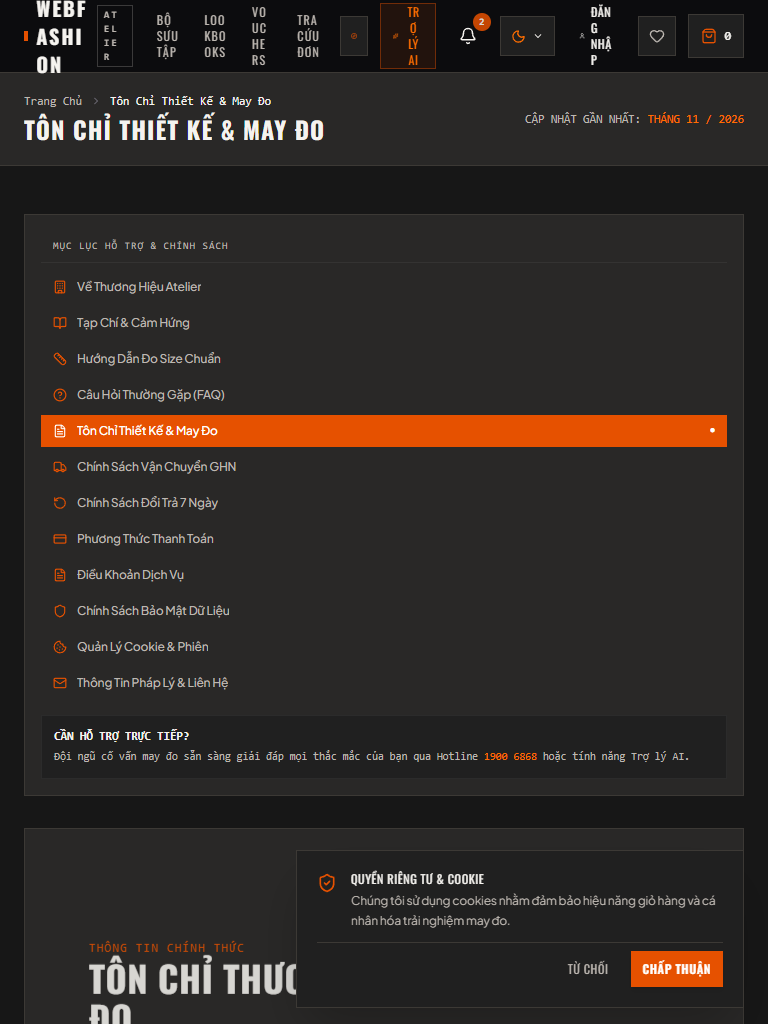 WEBF
ASHI
ON
AT
EL
IE
R
BỘ
SƯU
TẬP
LOO
KBO
OKS
VO
UC
HE
RS
TRA
CỨU
ĐƠN
TR
Ợ
LÝ
AI
2
ĐĂN
G
NHẬ
P
0
Trang Chủ > Tôn Chỉ Thiết Kế & May Đo
TÔN CHỈ THIẾT KẾ & MAY ĐO
CẬP NHẬT GẦN NHẤT: THÁNG 11 / 2026
MỤC LỤC HỖ TRỢ & CHÍNH SÁCH
Về Thương Hiệu Atelier
Tạp Chí & Cảm Hứng
Hướng Dẫn Đo Size Chuẩn
Câu Hỏi Thường Gặp (FAQ)
Tôn Chỉ Thiết Kế & May Đo
Chính Sách Vận Chuyển GHN
Chính Sách Đổi Trả 7 Ngày
Phương Thức Thanh Toán
Điều Khoản Dịch Vụ
Chính Sách Bảo Mật Dữ Liệu
Quản Lý Cookie & Phiên
Thông Tin Pháp Lý & Liên Hệ
CẦN HỖ TRỢ TRỰC TIẾP?
Đội ngũ cố vấn may đo sẵn sàng giải đáp mọi thắc mắc của bạn qua Hotline 1900 6868 hoặc tính năng Trợ lý AI.
THÔNG TIN CHÍNH THỨC
TÔN CHỈ
ĐO
QUYỀN RIÊNG TƯ & COOKIE
Chúng tôi sử dụng cookies nhằm đảm bảo hiệu năng giỏ hàng và cá
nhân hóa trải nghiệm may đo.
TỪ CHỐI
CHẤP THUẬN